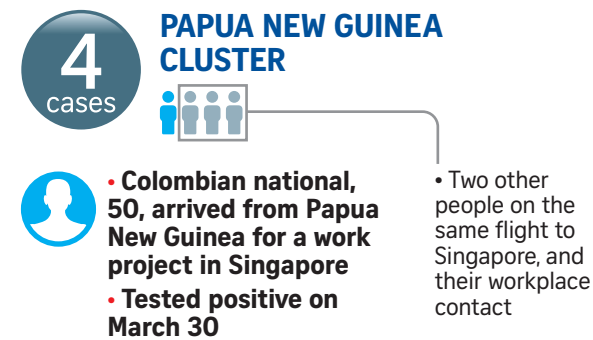 4
cases
PAPUA NEW GUINEA
CLUSTER
• Colombian national,
50, arrived from Papua
New Guinea for a work
project in Singapore
• Tested positive on
March 30
• Two other
people on the
same flight to
Singapore, and
their workplace
contact